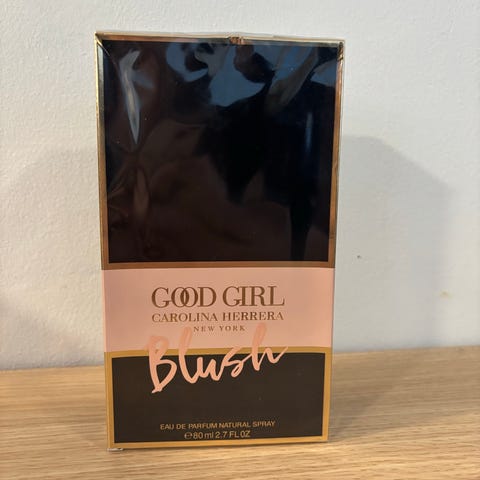 GOOD GIRL
CAROLINA HERRERA
NEW YORK
Blush
EAU DE PARFUM NATURAL SPRAY
℮80 ml 2.7 FL OZ